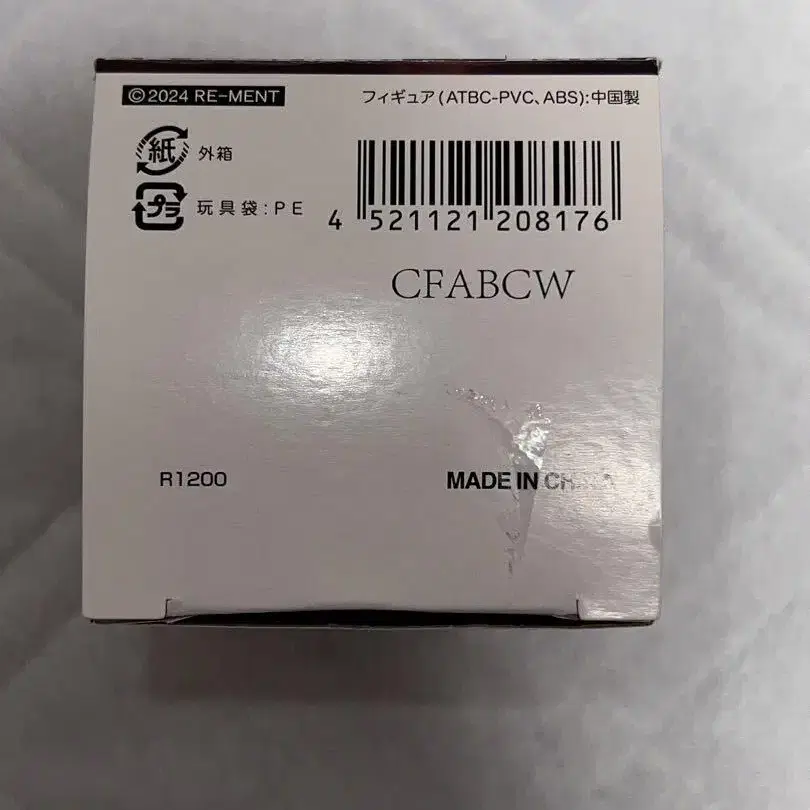 ©2024 RE-MENT
フィギュア(ATBC-PVC、ABS):中国製
紙 外箱
プラ 玩具袋:PE
4 521121 208176
CFABCW
R1200
MADE IN